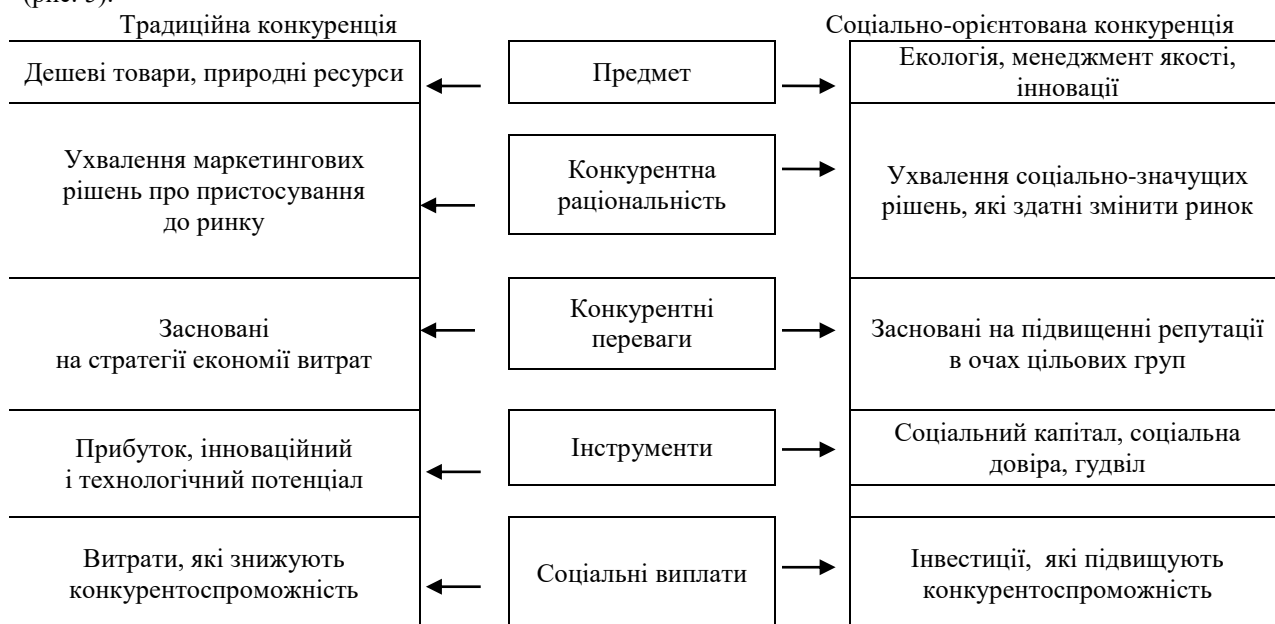 (рис. 3).
Традиційна конкуренція
Соціально-орієнтована конкуренція
Дешеві товари, природні ресурси
Предмет
Екологія, менеджмент якості,
інновації
Ухвалення маркетингових
рішень про пристосування
до ринку
Конкурентна
раціональність
Ухвалення соціально-значущих
рішень, які здатні змінити ринок
Засновані
на стратегії економії витрат
Конкурентні
переваги
Засновані на підвищенні репутації
в очах цільових груп
Прибуток, інноваційний
і технологічний потенціал
Інструменти
Соціальний капітал, соціальна
довіра, гудвіл
Витрати, які знижують
конкурентоспроможність
Соціальні виплати
Інвестиції, які підвищують
конкурентоспроможність